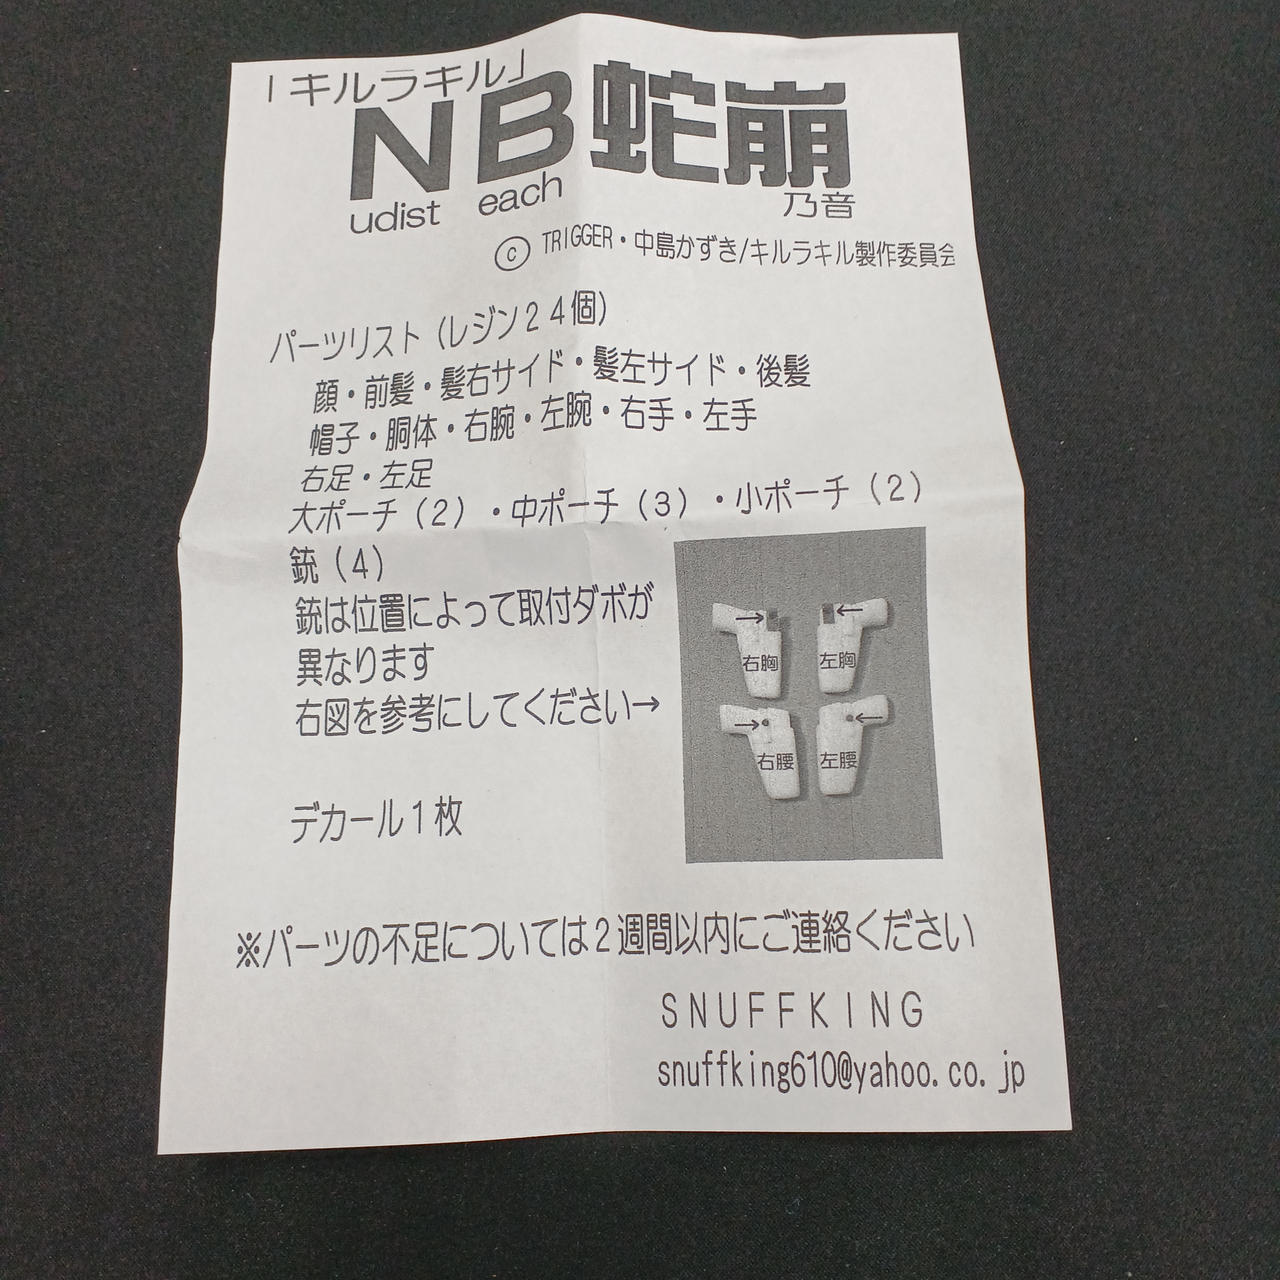 「キルラキル」
NB蛇崩
udist each 乃音
Ⓒ TRIGGER・中島かずき/キルラキル製作委員会
パーツリスト（レジン２４個）
顔・前髪・髪右サイド・髪左サイド・後髪
帽子・胴体・右腕・左腕・右手・左手
右足・左足
大ポーチ（２）・中ポーチ（３）・小ポーチ（２）
銃（４）
銃は位置によって取付ダボが
異なります
右図を参考にしてください→
→ ←
右胸 左胸
→ ←
右腰 左腰
デカール１枚
※パーツの不足については２週間以内にご連絡ください
ＳＮＵＦＦＫＩＮＧ
snuffking610@yahoo.co.jp